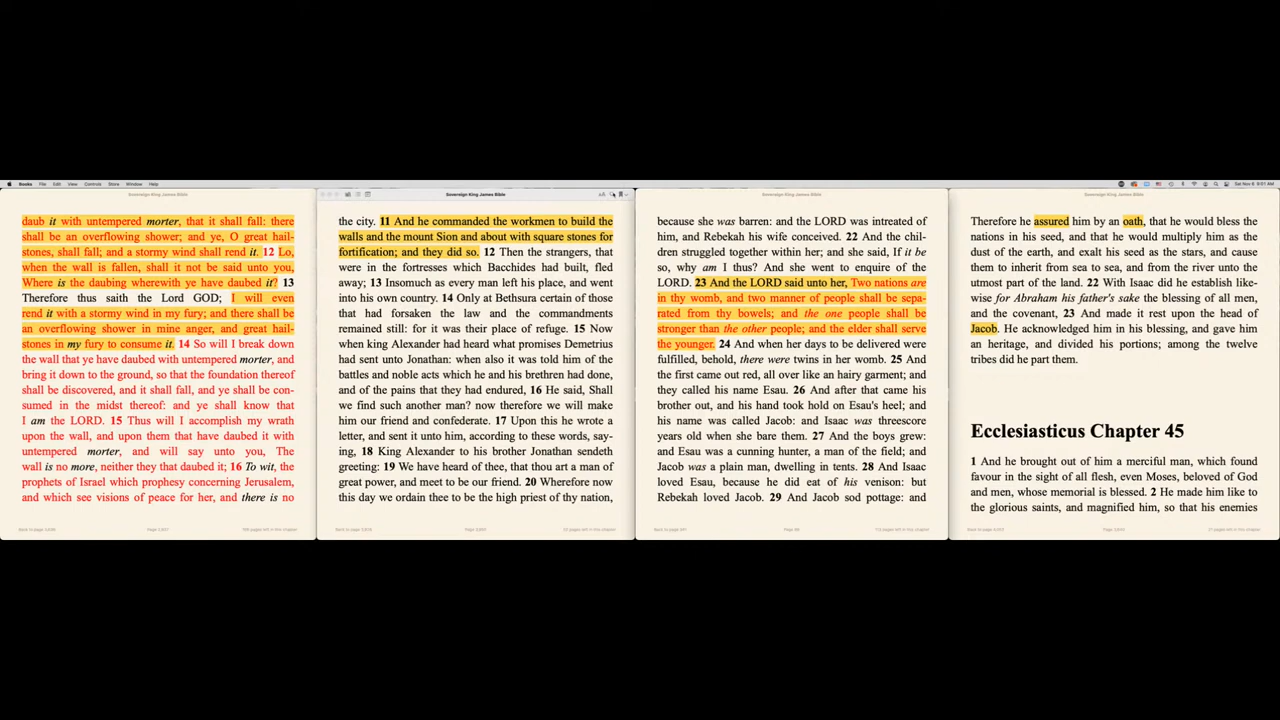 Books File Edit View Controls Store Window Help
Sat Nov 6 9:01 AM
Sovereign King James Bible
daub it with untempered morter, that it shall fall: there
shall be an overflowing shower; and ye, O great hail-
stones, shall fall; and a stormy wind shall rend it. 12 Lo,
when the wall is fallen, shall it not be said unto you,
Where is the daubing wherewith ye have daubed it? 13
Therefore thus saith the Lord GOD; I will even
rend it with a stormy wind in my fury; and there shall be
an overflowing shower in mine anger, and great hail-
stones in my fury to consume it. 14 So will I break down
the wall that ye have daubed with untempered morter, and
bring it down to the ground, so that the foundation thereof
shall be discovered, and it shall fall, and ye shall be con-
sumed in the midst thereof: and ye shall know that
I am the LORD. 15 Thus will I accomplish my wrath
upon the wall, and upon them that have daubed it with
untempered morter, and will say unto you, The
wall is no more, neither they that daubed it; 16 To wit, the
prophets of Israel which prophesy concerning Jerusalem,
and which see visions of peace for her, and there is no
Sovereign King James Bible
the city. 11 And he commanded the workmen to build the
walls and the mount Sion and about with square stones for
fortification; and they did so. 12 Then the strangers, that
were in the fortresses which Bacchides had built, fled
away; 13 Insomuch as every man left his place, and went
into his own country. 14 Only at Bethsura certain of those
that had forsaken the law and the commandments
remained still: for it was their place of refuge. 15 Now
when king Alexander had heard what promises Demetrius
had sent unto Jonathan: when also it was told him of the
battles and noble acts which he and his brethren had done,
and of the pains that they had endured, 16 He said, Shall
we find such another man? now therefore we will make
him our friend and confederate. 17 Upon this he wrote a
letter, and sent it unto him, according to these words, say-
ing, 18 King Alexander to his brother Jonathan sendeth
greeting: 19 We have heard of thee, that thou art a man of
great power, and meet to be our friend. 20 Wherefore now
this day we ordain thee to be the high priest of thy nation,
Sovereign King James Bible
because she was barren: and the LORD was intreated of
him, and Rebekah his wife conceived. 22 And the chil-
dren struggled together within her; and she said, If it be
so, why am I thus? And she went to enquire of the
LORD. 23 And the LORD said unto her, Two nations are
in thy womb, and two manner of people shall be sepa-
rated from thy bowels; and the one people shall be
stronger than the other people; and the elder shall serve
the younger. 24 And when her days to be delivered were
fulfilled, behold, there were twins in her womb. 25 And
the first came out red, all over like an hairy garment; and
they called his name Esau. 26 And after that came his
brother out, and his hand took hold on Esau's heel; and
his name was called Jacob: and Isaac was threescore
years old when she bare them. 27 And the boys grew:
and Esau was a cunning hunter, a man of the field; and
Jacob was a plain man, dwelling in tents. 28 And Isaac
loved Esau, because he did eat of his venison: but
Rebekah loved Jacob. 29 And Jacob sod pottage: and
Sovereign King James Bible
Therefore he assured him by an oath, that he would bless the
nations in his seed, and that he would multiply him as the
dust of the earth, and exalt his seed as the stars, and cause
them to inherit from sea to sea, and from the river unto the
utmost part of the land. 22 With Isaac did he establish like-
wise for Abraham his father's sake the blessing of all men,
and the covenant, 23 And made it rest upon the head of
Jacob. He acknowledged him in his blessing, and gave him
an heritage, and divided his portions; among the twelve
tribes did he part them.
Ecclesiasticus Chapter 45
1 And he brought out of him a merciful man, which found
favour in the sight of all flesh, even Moses, beloved of God
and men, whose memorial is blessed. 2 He made him like to
the glorious saints, and magnified him, so that his enemies